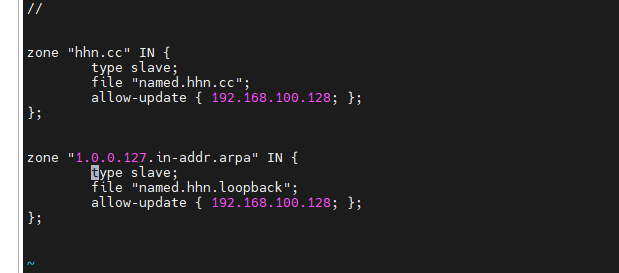 //
zone "hhn.cc" IN {
type slave;
file "named.hhn.cc";
allow-update { 192.168.100.128; };
};
zone "1.0.0.127.in-addr.arpa" IN {
type slave;
file "named.hhn.loopback";
allow-update { 192.168.100.128; };
};
~